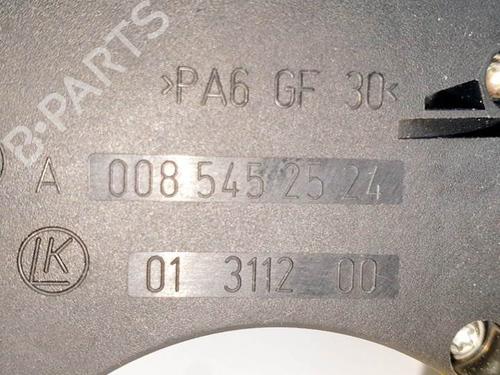 B-PARTS
>PA6 GF 30<
A 008 545 25 24
LK 01 3112 00